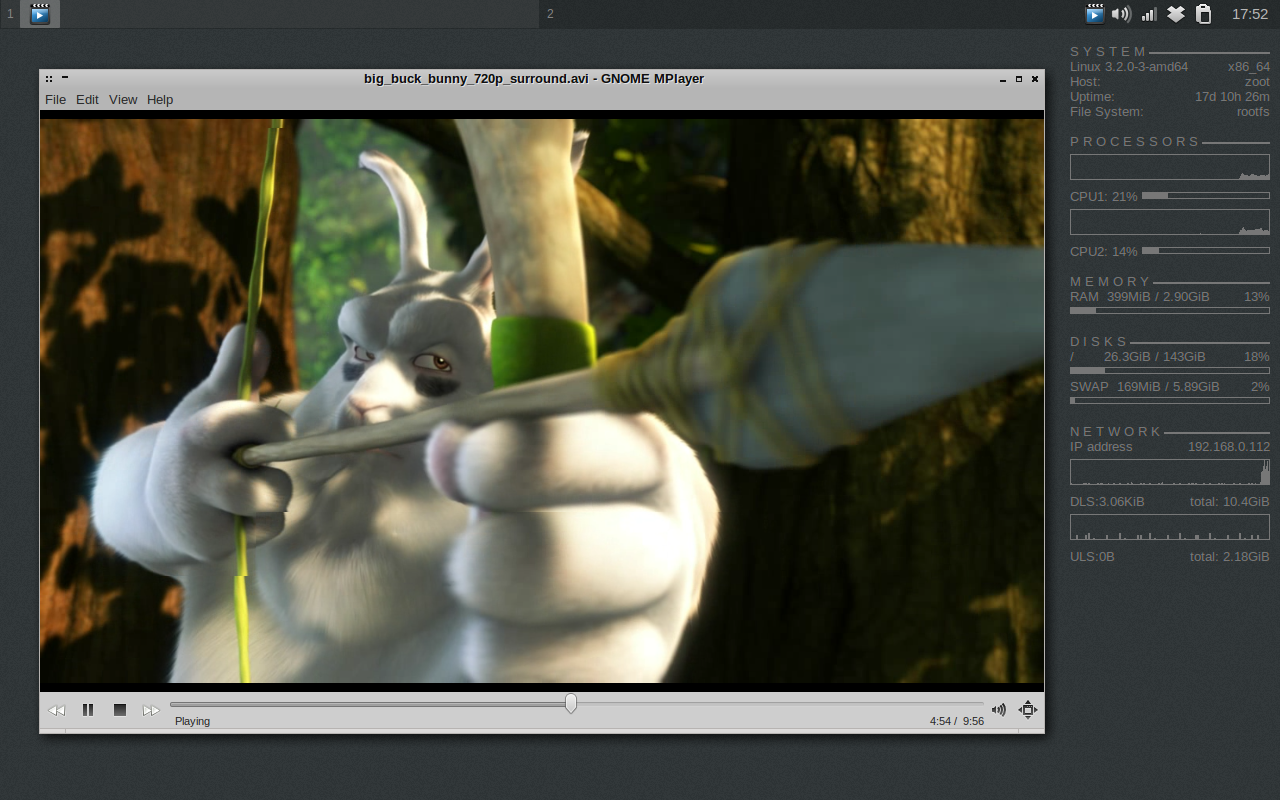 1
2
17:52
big_buck_bunny_720p_surround.avi - GNOME MPlayer
File Edit View Help
Playing
4:54 / 9:56
SYSTEM
Linux 3.2.0-3-amd64 x86_64
Host: zoot
Uptime: 17d 10h 26m
File System: rootfs
PROCESSORS
CPU1: 21%
CPU2: 14%
MEMORY
RAM 399MiB / 2.90GiB 13%
DISKS
/ 26.3GiB / 143GiB 18%
SWAP 169MiB / 5.89GiB 2%
NETWORK
IP address 192.168.0.112
DLS:3.06KiB total: 10.4GiB
ULS:0B total: 2.18GiB